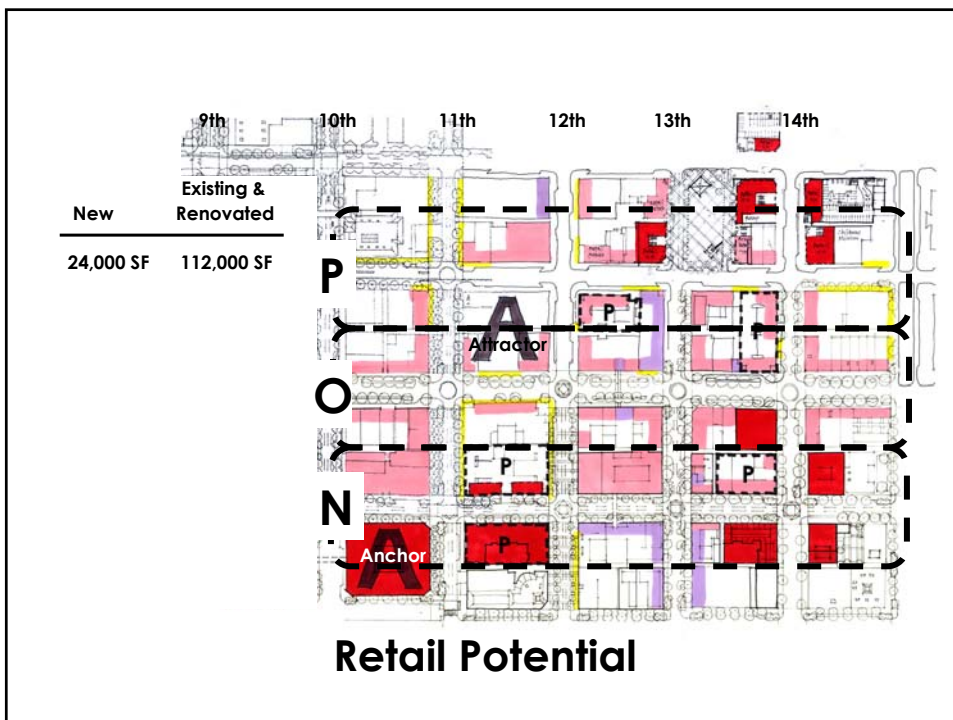 9th 10th 11th 12th 13th 14th
Existing &
New Renovated
24,000 SF 112,000 SF
P
A
P P
Attractor
O
P P
N
A P
Anchor
Retail Potential